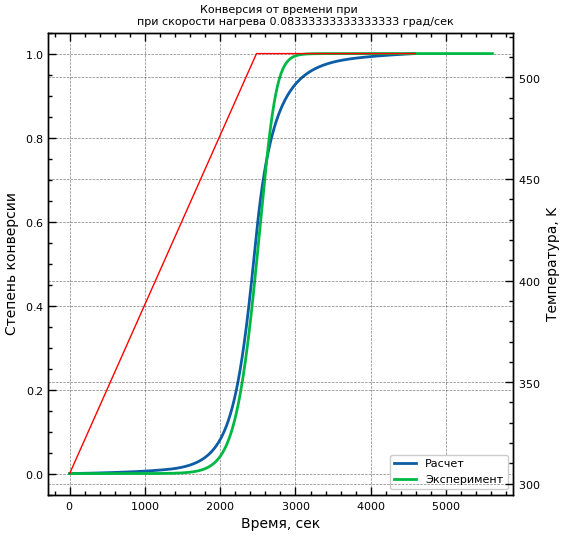 Конверсия от времени при
при скорости нагрева 0.08333333333333333 град/сек
Степень конверсии
1.0
0.8
0.6
0.4
0.2
0.0
500
450
400
350
300
Температура, K
Расчет
Эксперимент
0 1000 2000 3000 4000 5000
Время, сек